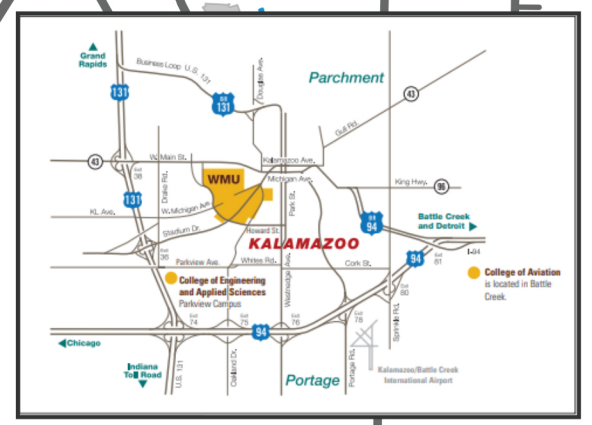 Grand
Rapids
Business Loop U.S. 131
Douglas Ave.
131
BR
131
Parchment
43
Gull Rd.
43
W. Main St.
Kalamazoo Ave.
Exit
38
Drake Rd.
WMU
Michigan Ave.
King Hwy.
96
131
KL Ave.
W. Michigan Ave.
Park St.
BR
94
Battle Creek
and Detroit
Stadium Dr.
Howard St.
KALAMAZOO
I-94
Exit
36
Parkview Ave.
Whites Rd.
Cork St.
94
Exit
81
College of Engineering
and Applied Sciences
Parkview Campus
Westnedge Ave.
Exit
80
College of Aviation
is located in Battle
Creek.
Exit
74
Exit
75
Exit
76
Exit
78
Sprinkle Rd.
94
Chicago
Indiana
Toll Road
U.S. 131
Oakland Dr.
Portage
Portage Rd.
Kalamazoo/Battle Creek
International Airport